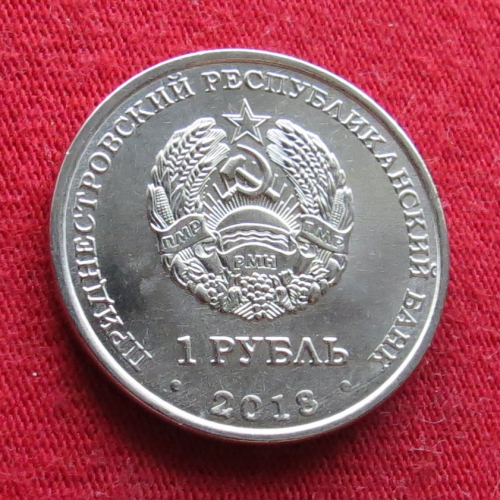 ПРИДНЕСТРОВСКИЙ РЕСПУБЛИКАНСКИЙ БАНК
ПМР ПМР
РМН
1 РУБЛЬ
· 2018 ·